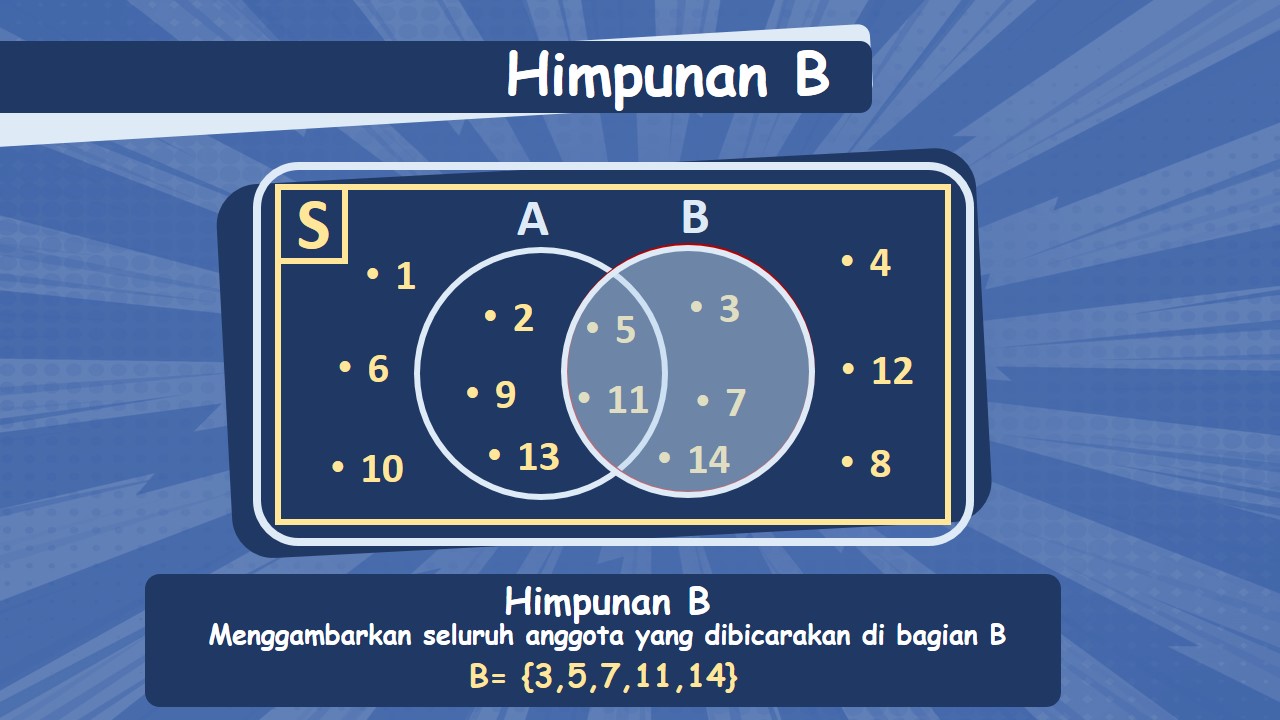 Himpunan B
S
A
B
• 1
• 4
• 2
• 5
• 3
• 6
• 12
• 9
• 11
• 7
• 10
• 13
• 14
• 8
Himpunan B
Menggambarkan seluruh anggota yang dibicarakan di bagian B
B= {3,5,7,11,14}